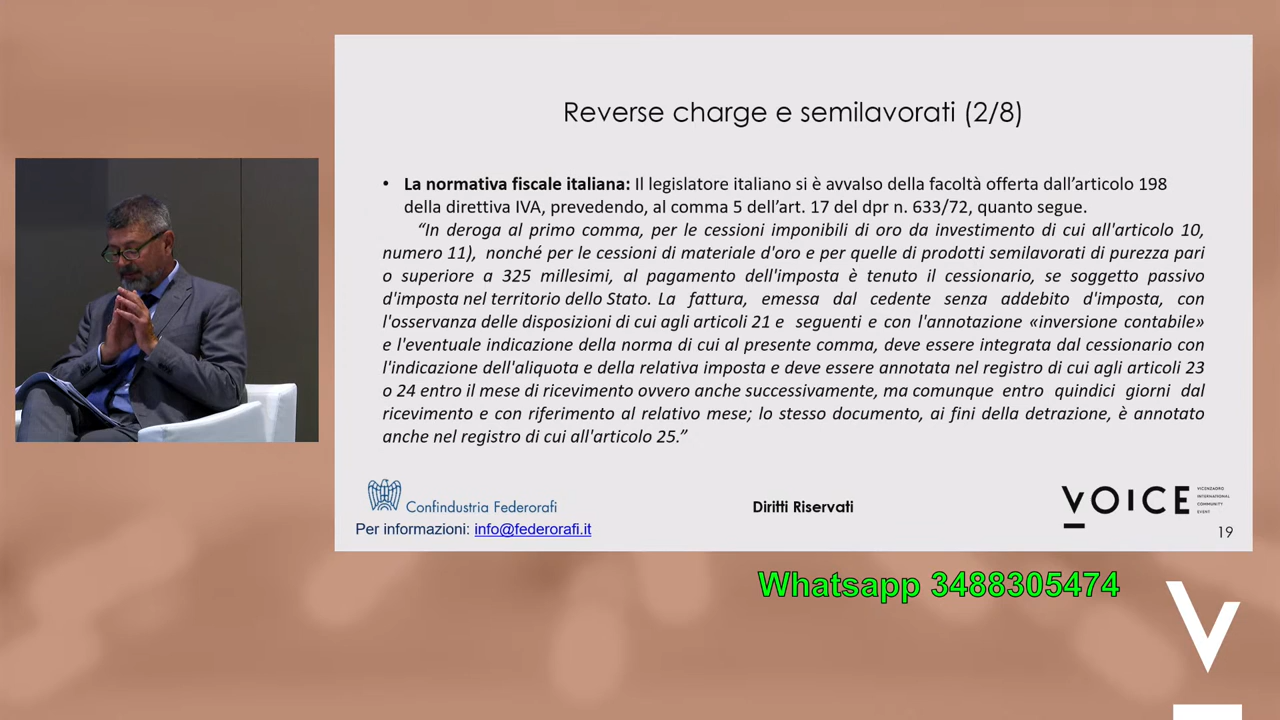 Reverse charge e semilavorati (2/8)
• La normativa fiscale italiana: Il legislatore italiano si è avvalso della facoltà offerta dall’articolo 198
della direttiva IVA, prevedendo, al comma 5 dell’art. 17 del dpr n. 633/72, quanto segue.
“In deroga al primo comma, per le cessioni imponibili di oro da investimento di cui all'articolo 10,
numero 11), nonché per le cessioni di materiale d'oro e per quelle di prodotti semilavorati di purezza pari
o superiore a 325 millesimi, al pagamento dell'imposta è tenuto il cessionario, se soggetto passivo
d'imposta nel territorio dello Stato. La fattura, emessa dal cedente senza addebito d'imposta, con
l'osservanza delle disposizioni di cui agli articoli 21 e seguenti e con l'annotazione «inversione contabile»
e l'eventuale indicazione della norma di cui al presente comma, deve essere integrata dal cessionario con
l'indicazione dell'aliquota e della relativa imposta e deve essere annotata nel registro di cui agli articoli 23
o 24 entro il mese di ricevimento ovvero anche successivamente, ma comunque entro quindici giorni dal
ricevimento e con riferimento al relativo mese; lo stesso documento, ai fini della detrazione, è annotato
anche nel registro di cui all'articolo 25.”
Confindustria Federorafi
Per informazioni: info@federorafi.it
Diritti Riservati
VOICE
VICENZAORO
INTERNATIONAL
COMMUNITY
EVENT
19
Whatsapp 3488305474
V